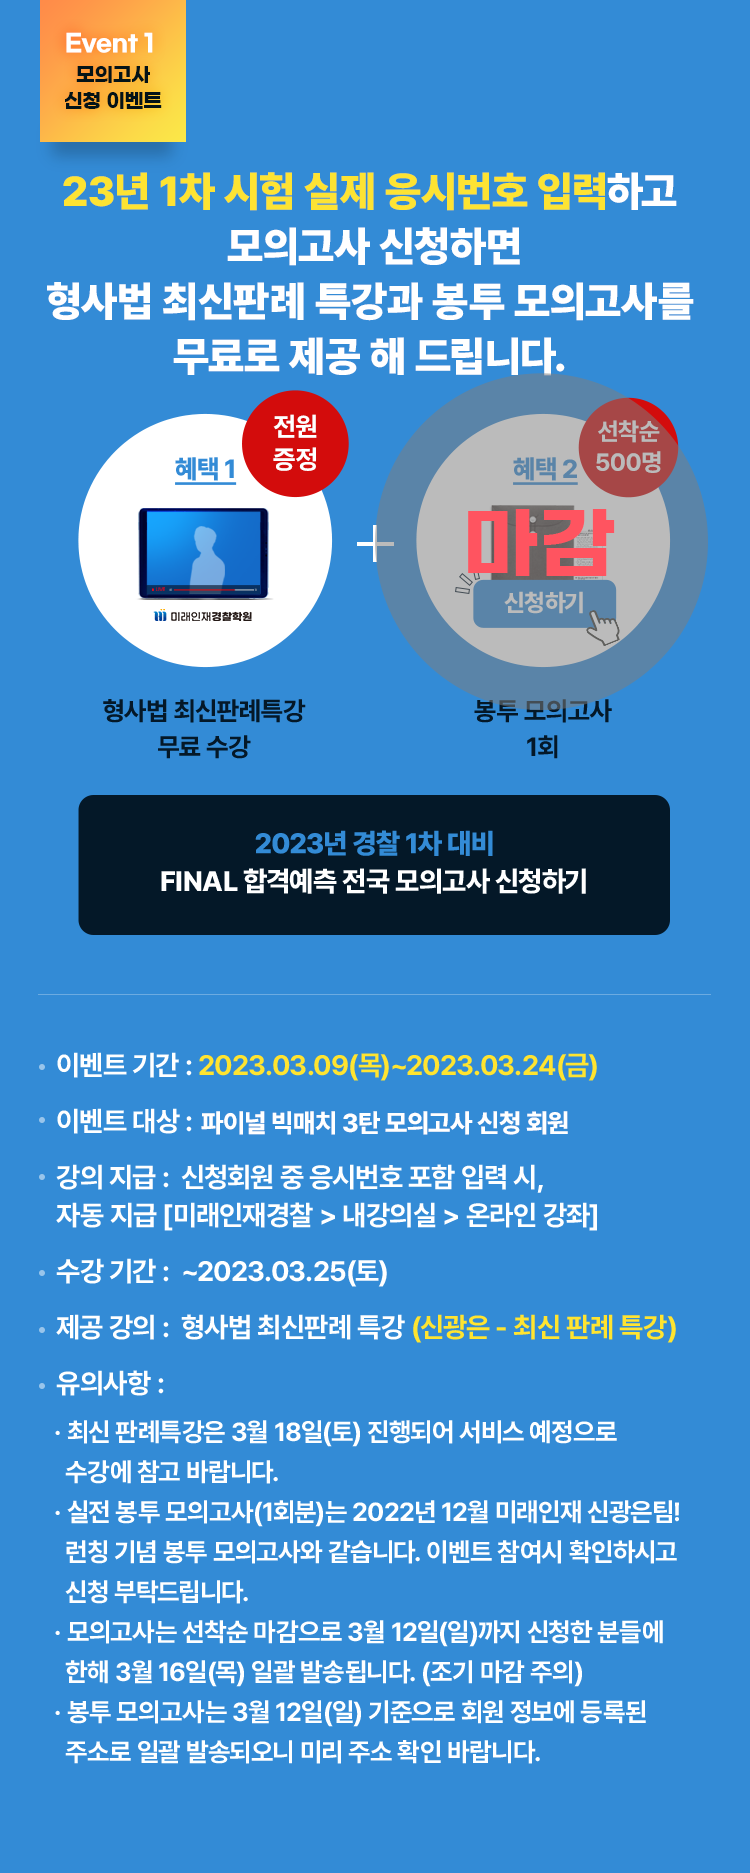 Event 1
모의고사
신청 이벤트
23년 1차 시험 실제 응시번호 입력하고
모의고사 신청하면
형사법 최신판례 특강과 봉투 모의고사를
무료로 제공 해 드립니다.
전원
증정
혜택 1
미래인재경찰학원
형사법 최신판례특강
무료 수강
+
선착순
500명
혜택 2
마감
신청하기
봉투 모의고사
1회
2023년 경찰 1차 대비
FINAL 합격예측 전국 모의고사 신청하기
• 이벤트 기간 : 2023.03.09(목)~2023.03.24(금)
• 이벤트 대상 : 파이널 빅매치 3탄 모의고사 신청 회원
• 강의 지급 : 신청회원 중 응시번호 포함 입력 시,
자동 지급 [미래인재경찰 > 내강의실 > 온라인 강좌]
• 수강 기간 : ~2023.03.25(토)
• 제공 강의 : 형사법 최신판례 특강 (신광은 - 최신 판례 특강)
• 유의사항 :
· 최신 판례특강은 3월 18일(토) 진행되어 서비스 예정으로
수강에 참고 바랍니다.
· 실전 봉투 모의고사(1회분)는 2022년 12월 미래인재 신광은팀!
런칭 기념 봉투 모의고사와 같습니다. 이벤트 참여시 확인하시고
신청 부탁드립니다.
· 모의고사는 선착순 마감으로 3월 12일(일)까지 신청한 분들에
한해 3월 16일(목) 일괄 발송됩니다. (조기 마감 주의)
· 봉투 모의고사는 3월 12일(일) 기준으로 회원 정보에 등록된
주소로 일괄 발송되오니 미리 주소 확인 바랍니다.